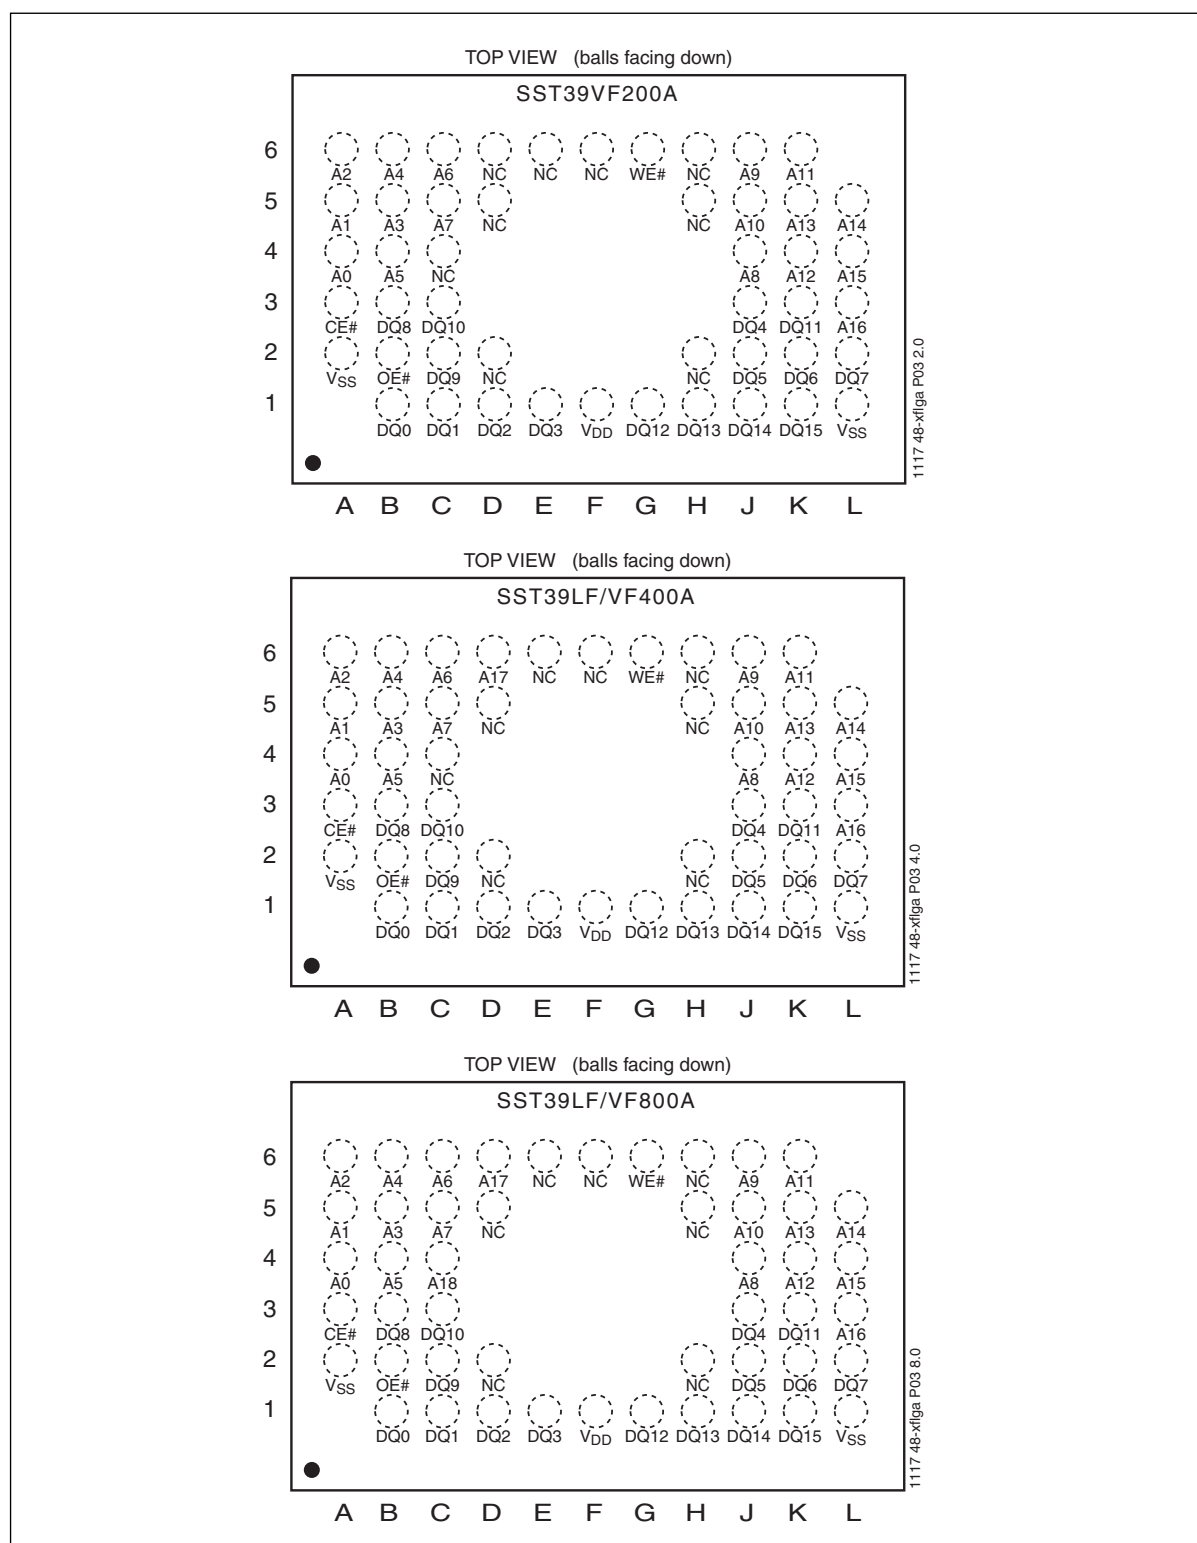 TOP VIEW (balls facing down)
SST39VF200A
6
A2 A4 A6 NC NC NC WE# NC A9 A11
5
A1 A3 A7 NC NC A10 A13 A14
4
A0 A5 NC A8 A12 A15
3
CE# DQ8 DQ10 DQ4 DQ11 A16
2
VSS OE# DQ9 NC NC DQ5 DQ6 DQ7
1
DQ0 DQ1 DQ2 DQ3 VDD DQ12 DQ13 DQ14 DQ15 VSS
1117 48-xflga P03 2.0
A B C D E F G H J K L
TOP VIEW (balls facing down)
SST39LF/VF400A
6
A2 A4 A6 A17 NC NC WE# NC A9 A11
5
A1 A3 A7 NC NC A10 A13 A14
4
A0 A5 NC A8 A12 A15
3
CE# DQ8 DQ10 DQ4 DQ11 A16
2
VSS OE# DQ9 NC NC DQ5 DQ6 DQ7
1
DQ0 DQ1 DQ2 DQ3 VDD DQ12 DQ13 DQ14 DQ15 VSS
1117 48-xflga P03 4.0
A B C D E F G H J K L
TOP VIEW (balls facing down)
SST39LF/VF800A
6
A2 A4 A6 A17 NC NC WE# NC A9 A11
5
A1 A3 A7 NC NC A10 A13 A14
4
A0 A5 A18 A8 A12 A15
3
CE# DQ8 DQ10 DQ4 DQ11 A16
2
VSS OE# DQ9 NC NC DQ5 DQ6 DQ7
1
DQ0 DQ1 DQ2 DQ3 VDD DQ12 DQ13 DQ14 DQ15 VSS
1117 48-xflga P03 8.0
A B C D E F G H J K L